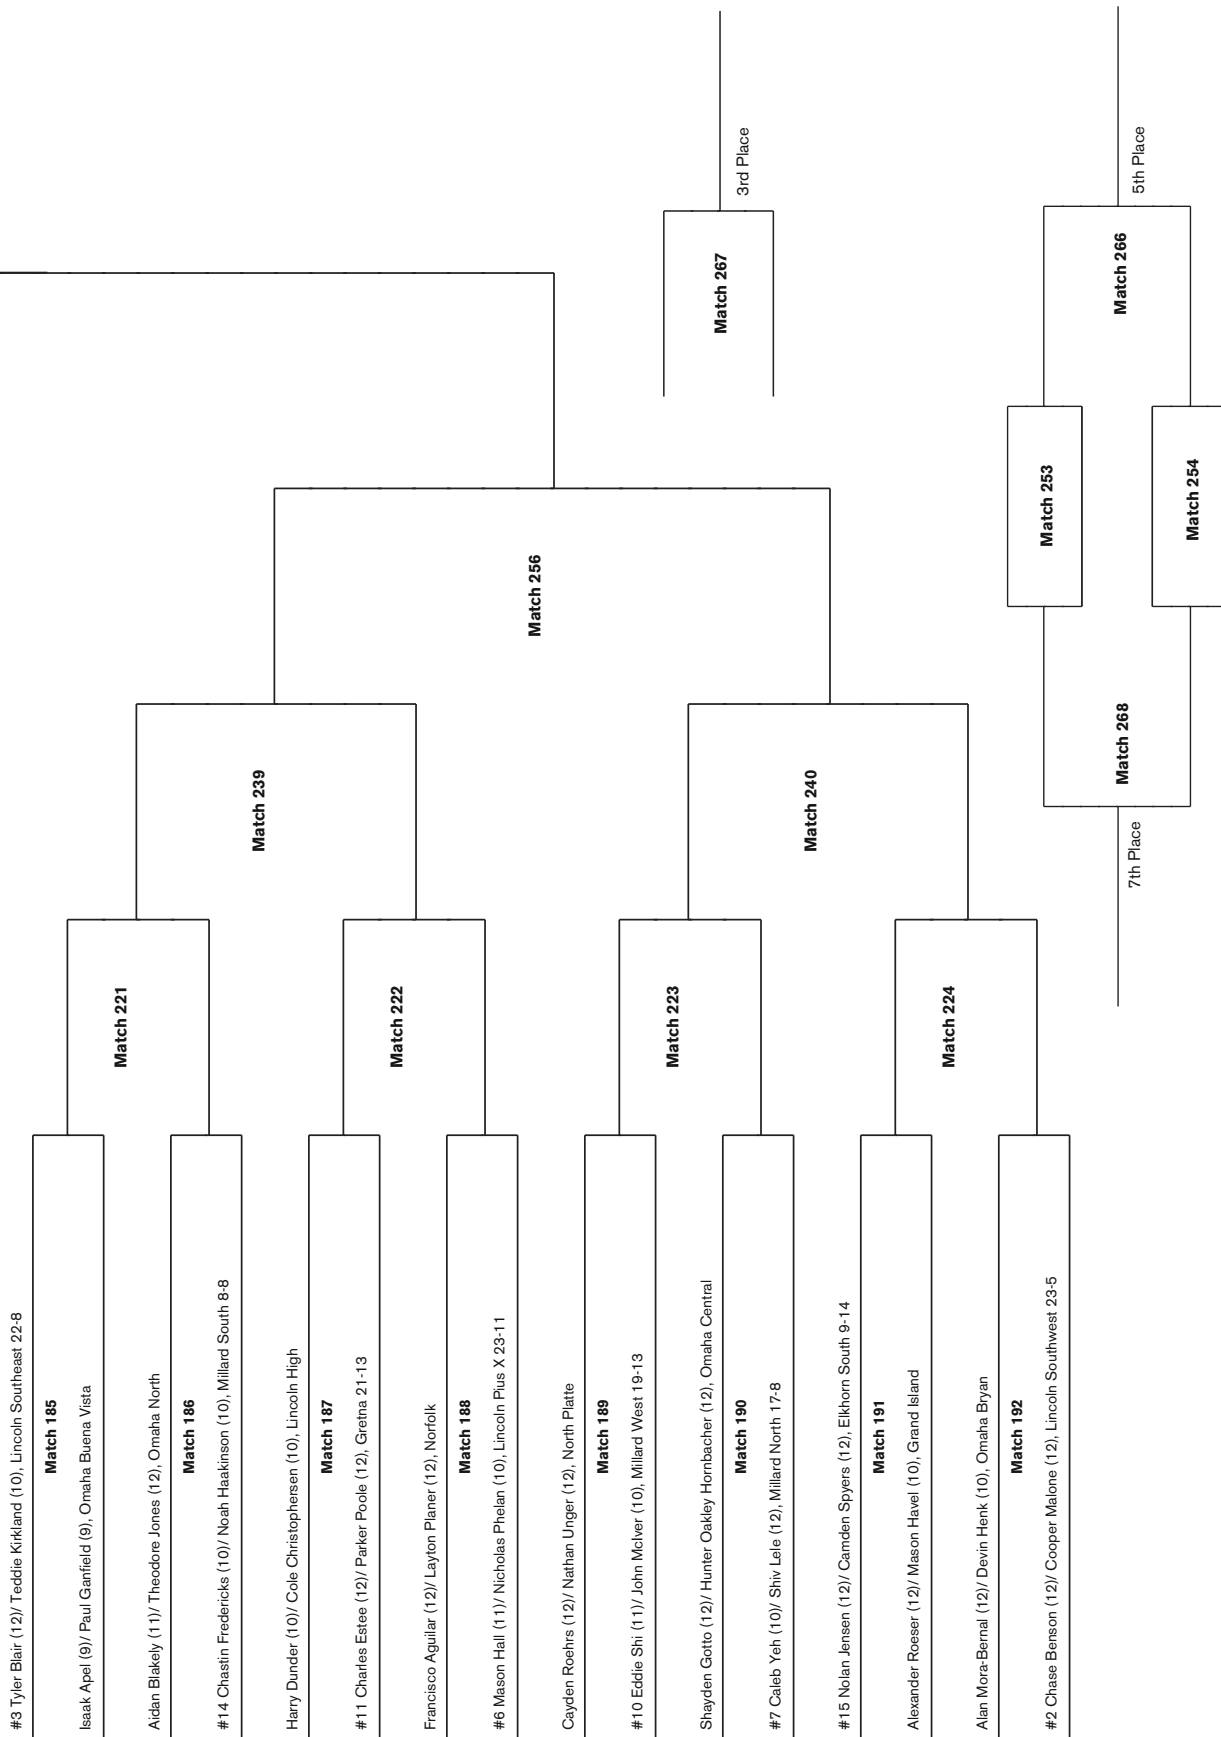 #3 Tyler Blair (12)/ Teddie Kirkland (10), Lincoln Southeast 22-8
Match 185
Isaak Apel (9)/ Paul Ganfield (9), Omaha Buena Vista
Match 221
Aidan Blakely (11)/ Theodore Jones (12), Omaha North
Match 186
#14 Chastin Fredericks (10)/ Noah Haakinson (10), Millard South 8-8
Match 239
Harry Dunder (10)/ Cole Christophersen (10), Lincoln High
Match 187
#11 Charles Estee (12)/ Parker Poole (12), Gretna 21-13
Match 222
Francisco Aguilar (12)/ Layton Planer (12), Norfolk
Match 188
#6 Mason Hall (11)/ Nicholas Phelan (10), Lincoln Pius X 23-11
Match 256
Cayden Roehrs (12)/ Nathan Unger (12), North Platte
Match 189
#10 Eddie Shi (11)/ John McIver (10), Millard West 19-13
Match 223
Shayden Gotto (12)/ Hunter Oakley Hornbacher (12), Omaha Central
Match 190
#7 Caleb Yeh (10)/ Shiv Lele (12), Millard North 17-8
Match 267
3rd Place
Match 240
#15 Nolan Jensen (12)/ Camden Spyers (12), Elkhorn South 9-14
Match 191
Alexander Roeser (12)/ Mason Havel (10), Grand Island
Match 224
Alan Mora-Bernal (12)/ Devin Henk (10), Omaha Bryan
Match 192
#2 Chase Benson (12)/ Cooper Malone (12), Lincoln Southwest 23-5
Match 253
Match 268
Match 266
7th Place
5th Place
Match 254